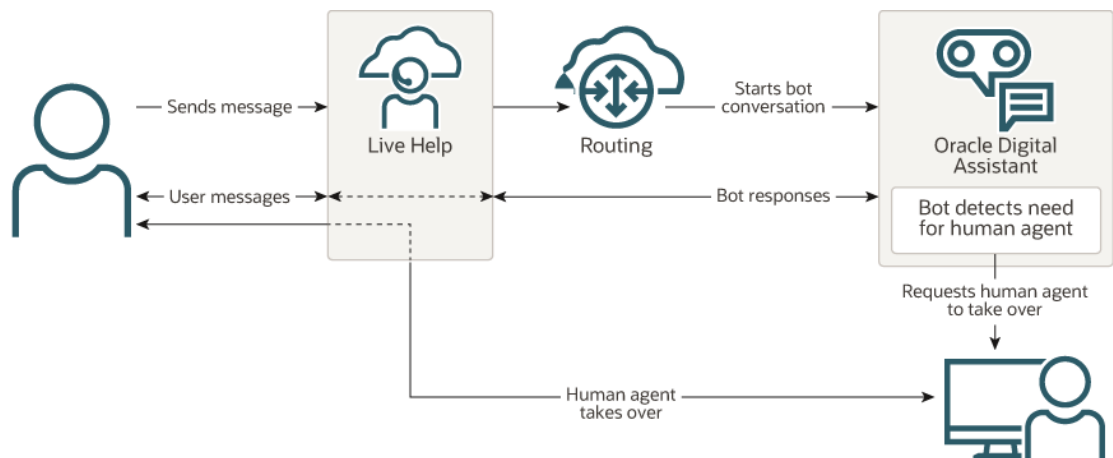 Sends message
Live Help
Routing
Starts bot
conversation
Oracle Digital
Assistant
User messages
Bot responses
Bot detects need
for human agent
Requests human agent
to take over
Human agent
takes over